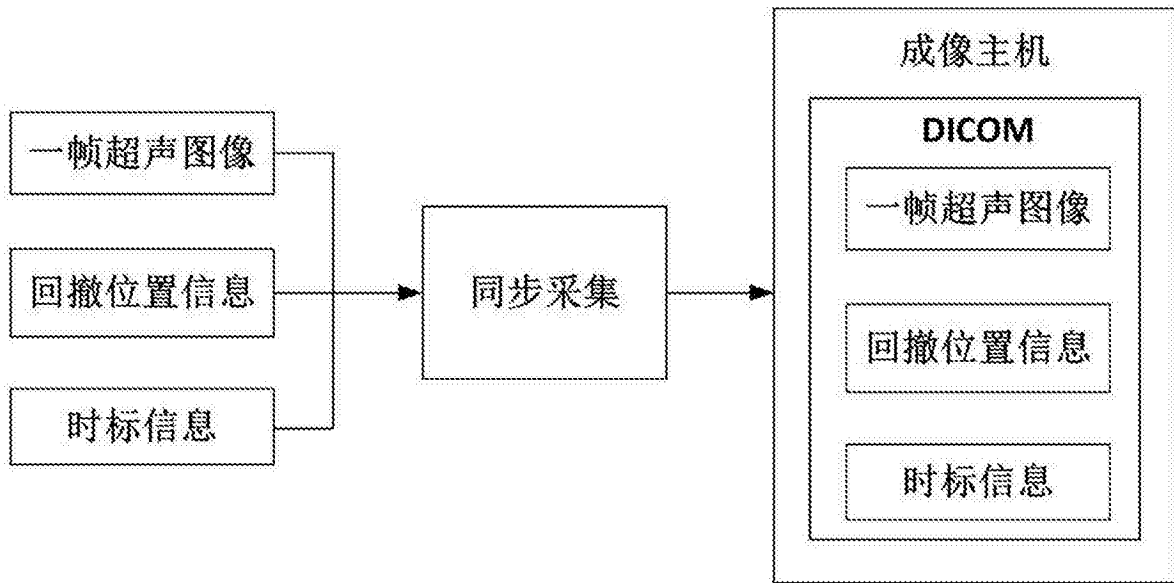 一帧超声图像
回撤位置信息
时标信息
同步采集
成像主机
DICOM
一帧超声图像
回撤位置信息
时标信息